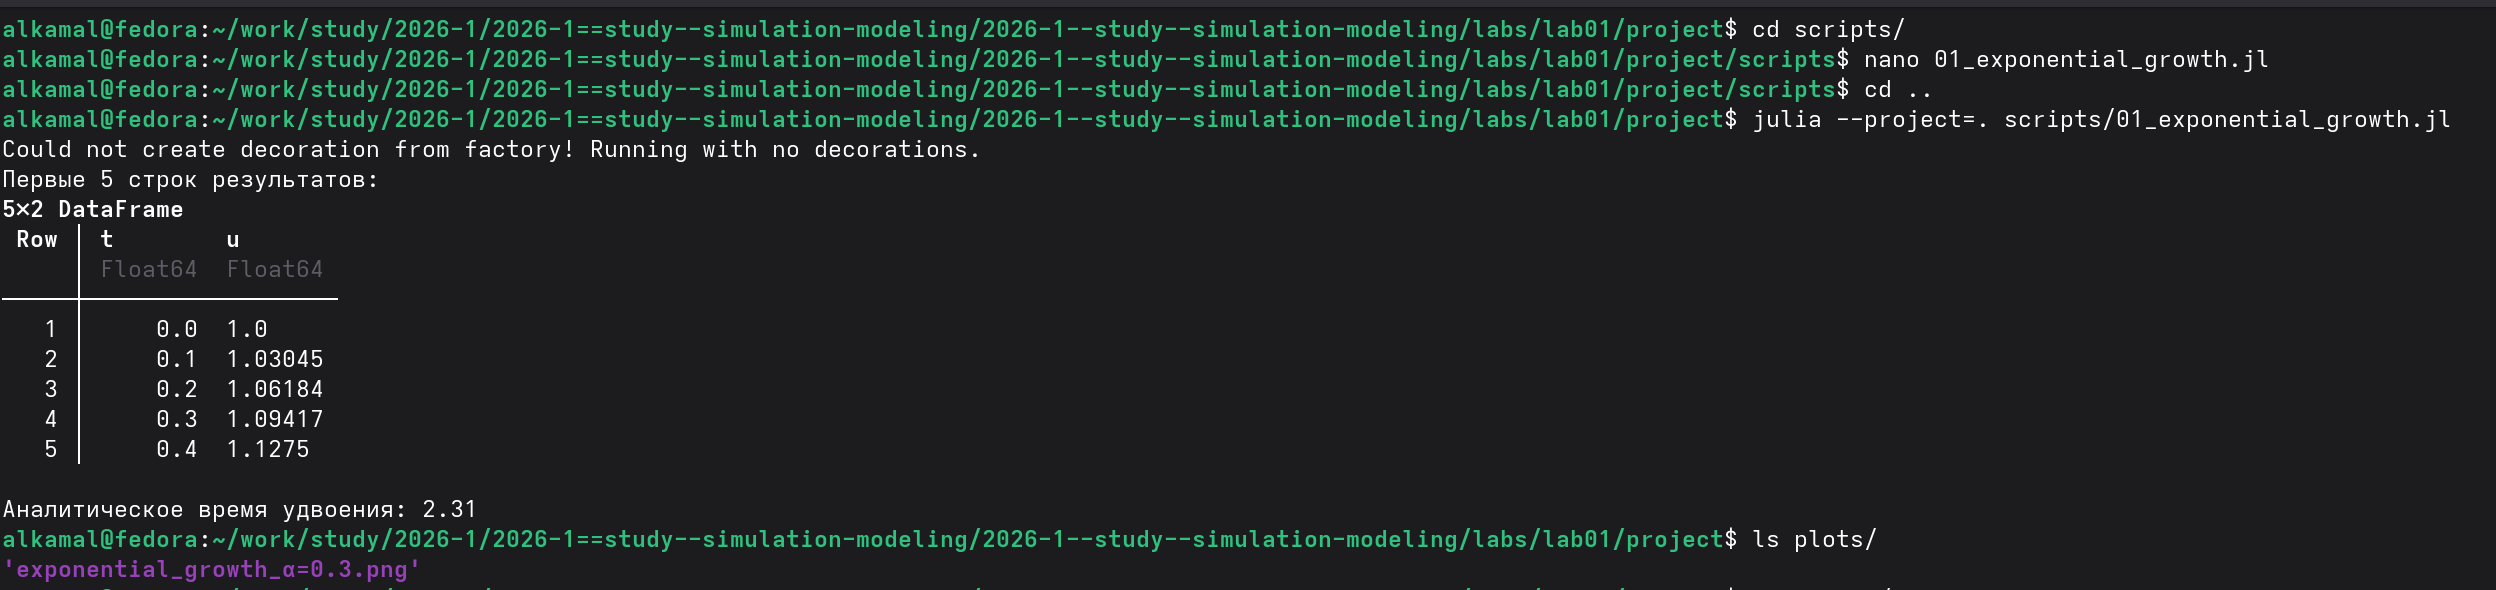 alkamal@fedora:~/work/study/2026-1/2026-1==study--simulation-modeling/2026-1--study--simulation-modeling/labs/lab01/project$ cd scripts/
alkamal@fedora:~/work/study/2026-1/2026-1==study--simulation-modeling/2026-1--study--simulation-modeling/labs/lab01/project/scripts$ nano 01_exponential_growth.jl
alkamal@fedora:~/work/study/2026-1/2026-1==study--simulation-modeling/2026-1--study--simulation-modeling/labs/lab01/project/scripts$ cd ..
alkamal@fedora:~/work/study/2026-1/2026-1==study--simulation-modeling/2026-1--study--simulation-modeling/labs/lab01/project$ julia --project=. scripts/01_exponential_growth.jl
Could not create decoration from factory! Running with no decorations.
Первые 5 строк результатов:
5×2 DataFrame
Row t u
Float64 Float64
1 0.0 1.0
2 0.1 1.03045
3 0.2 1.06184
4 0.3 1.09417
5 0.4 1.1275
Аналитическое время удвоения: 2.31
alkamal@fedora:~/work/study/2026-1/2026-1==study--simulation-modeling/2026-1--study--simulation-modeling/labs/lab01/project$ ls plots/
'exponential_growth_α=0.3.png'